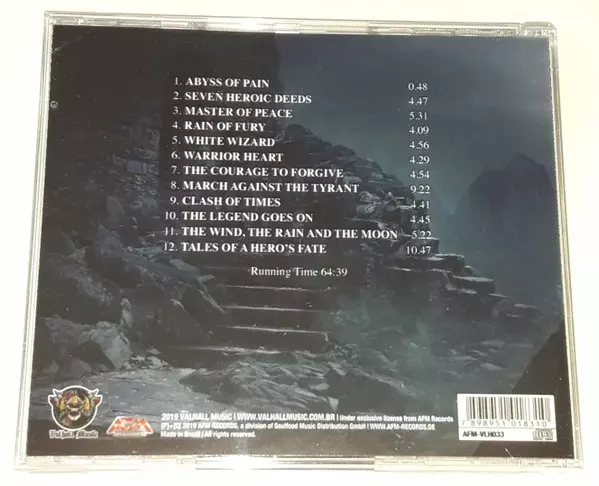 1. ABYSS OF PAIN 0.48
2. SEVEN HEROIC DEEDS 4.47
3. MASTER OF PEACE 5.31
4. RAIN OF FURY 4.09
5. WHITE WIZARD 4.56
6. WARRIOR HEART 4.29
7. THE COURAGE TO FORGIVE 4.54
8. MARCH AGAINST THE TYRANT 9.22
9. CLASH OF TIMES 4.41
10. THE LEGEND GOES ON 4.45
11. THE WIND, THE RAIN AND THE MOON 5.22
12. TALES OF A HERO'S FATE 10.47
Running Time 64:39
Valhall Music
AFM
2019 VALHALL MUSIC | WWW.VALHALLMUSIC.COM.BR | Under exclusive license from AFM Records
[P]+[C] 2019 AFM RECORDS, a division of Soulfood Music Distribution GmbH | WWW.AFM-RECORDS.DE
Made in Brazil | All rights reserved.
7 898951 018310
AFM-VLH033